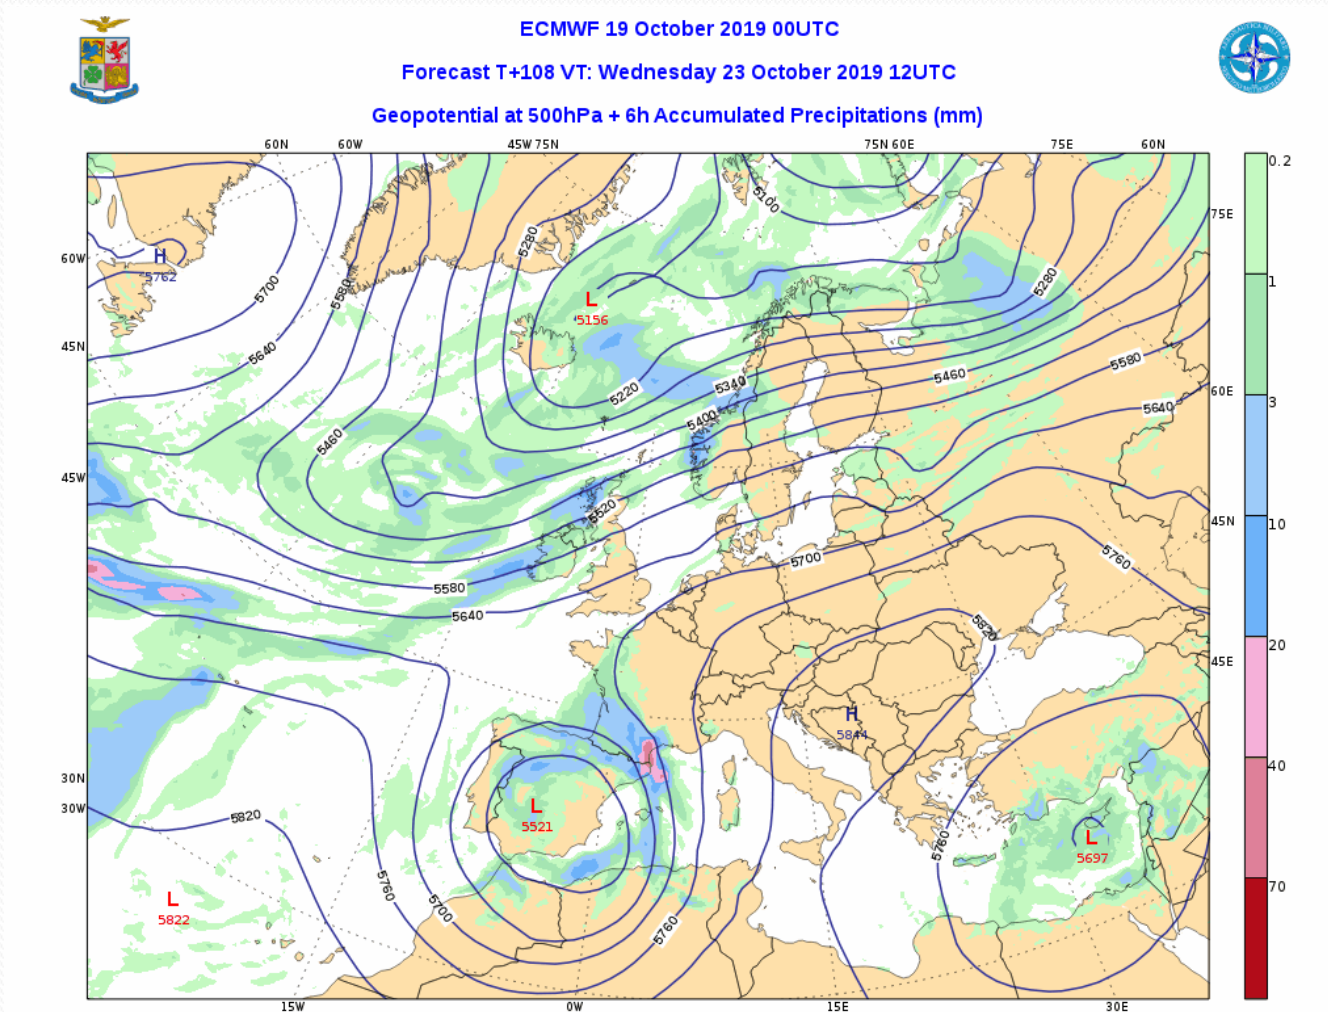 ECMWF 19 October 2019 00UTC
Forecast T+108 VT: Wednesday 23 October 2019 12UTC
Geopotential at 500hPa + 6h Accumulated Precipitations (mm)
60N 60W 45W 75N 75N 60E 75E 60N
0.2
5100
75E
5280
60W H
5762
5700 5580 5280
L
5156
1
45N
5640
5580
5340
5460
5220
60E
5640
3
5400
5460
45W
5520
45N
10
5700
5760
5580
5640
5820
20
45E
H
5844
40
30N
L
30W
5820
5521
5760
L
5697
70
5760
L
5700
5822
5760
15W 0W 15E 30E